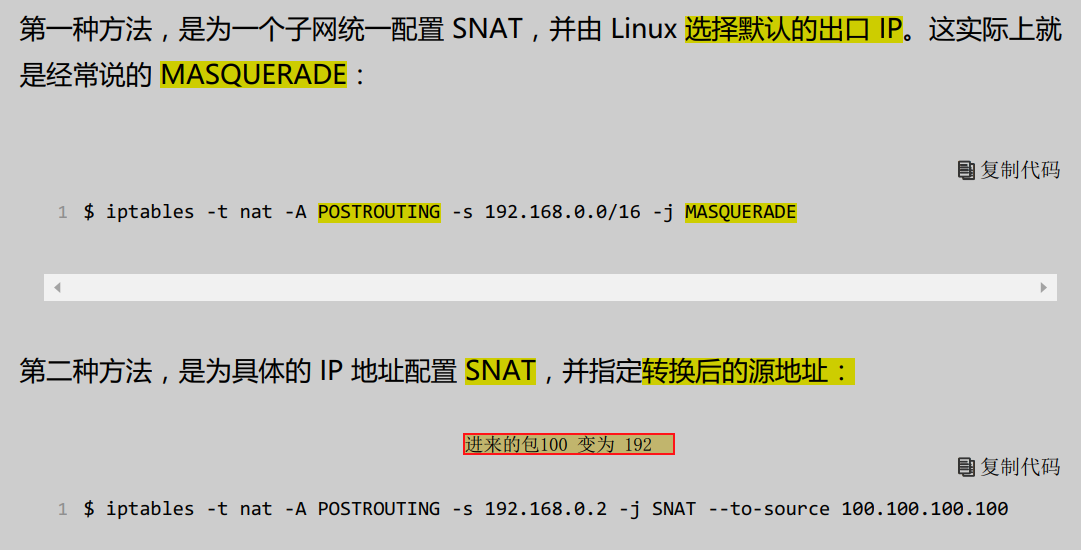 第一种方法，是为一个子网统一配置 SNAT，并由 Linux 选择默认的出口 IP。这实际上就
是经常说的 MASQUERADE：
复制代码
1 $ iptables -t nat -A POSTROUTING -s 192.168.0.0/16 -j MASQUERADE
第二种方法，是为具体的 IP 地址配置 SNAT，并指定转换后的源地址：
进来的包100 变为 192
复制代码
1 $ iptables -t nat -A POSTROUTING -s 192.168.0.2 -j SNAT --to-source 100.100.100.100